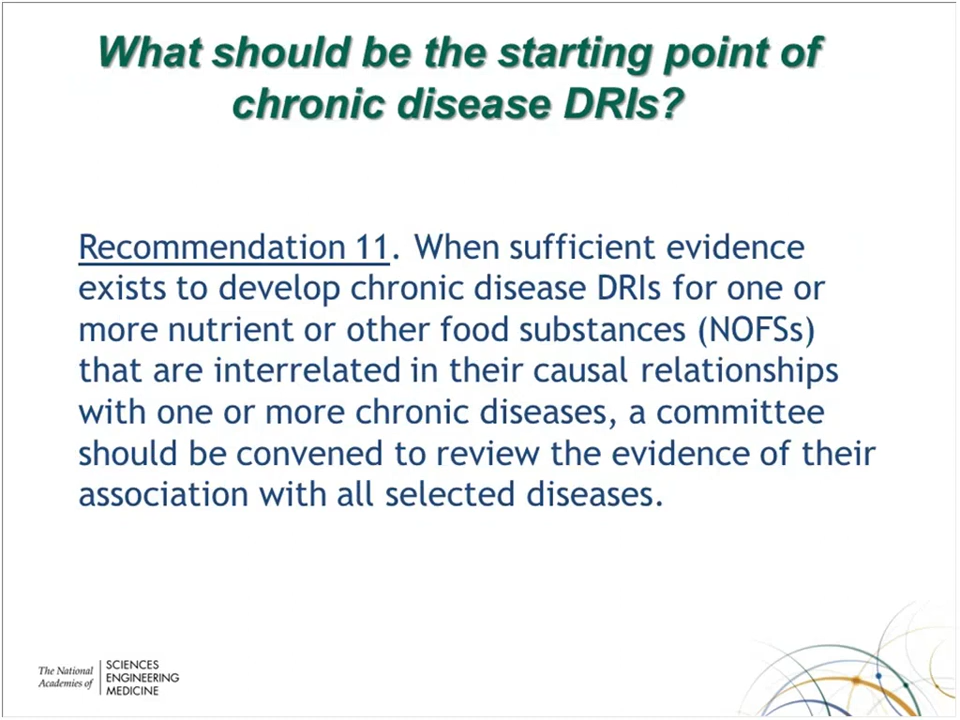 What should be the starting point of
chronic disease DRIs?
Recommendation 11. When sufficient evidence
exists to develop chronic disease DRIs for one or
more nutrient or other food substances (NOFSs)
that are interrelated in their causal relationships
with one or more chronic diseases, a committee
should be convened to review the evidence of their
association with all selected diseases.
The National
Academies of
SCIENCES
ENGINEERING
MEDICINE